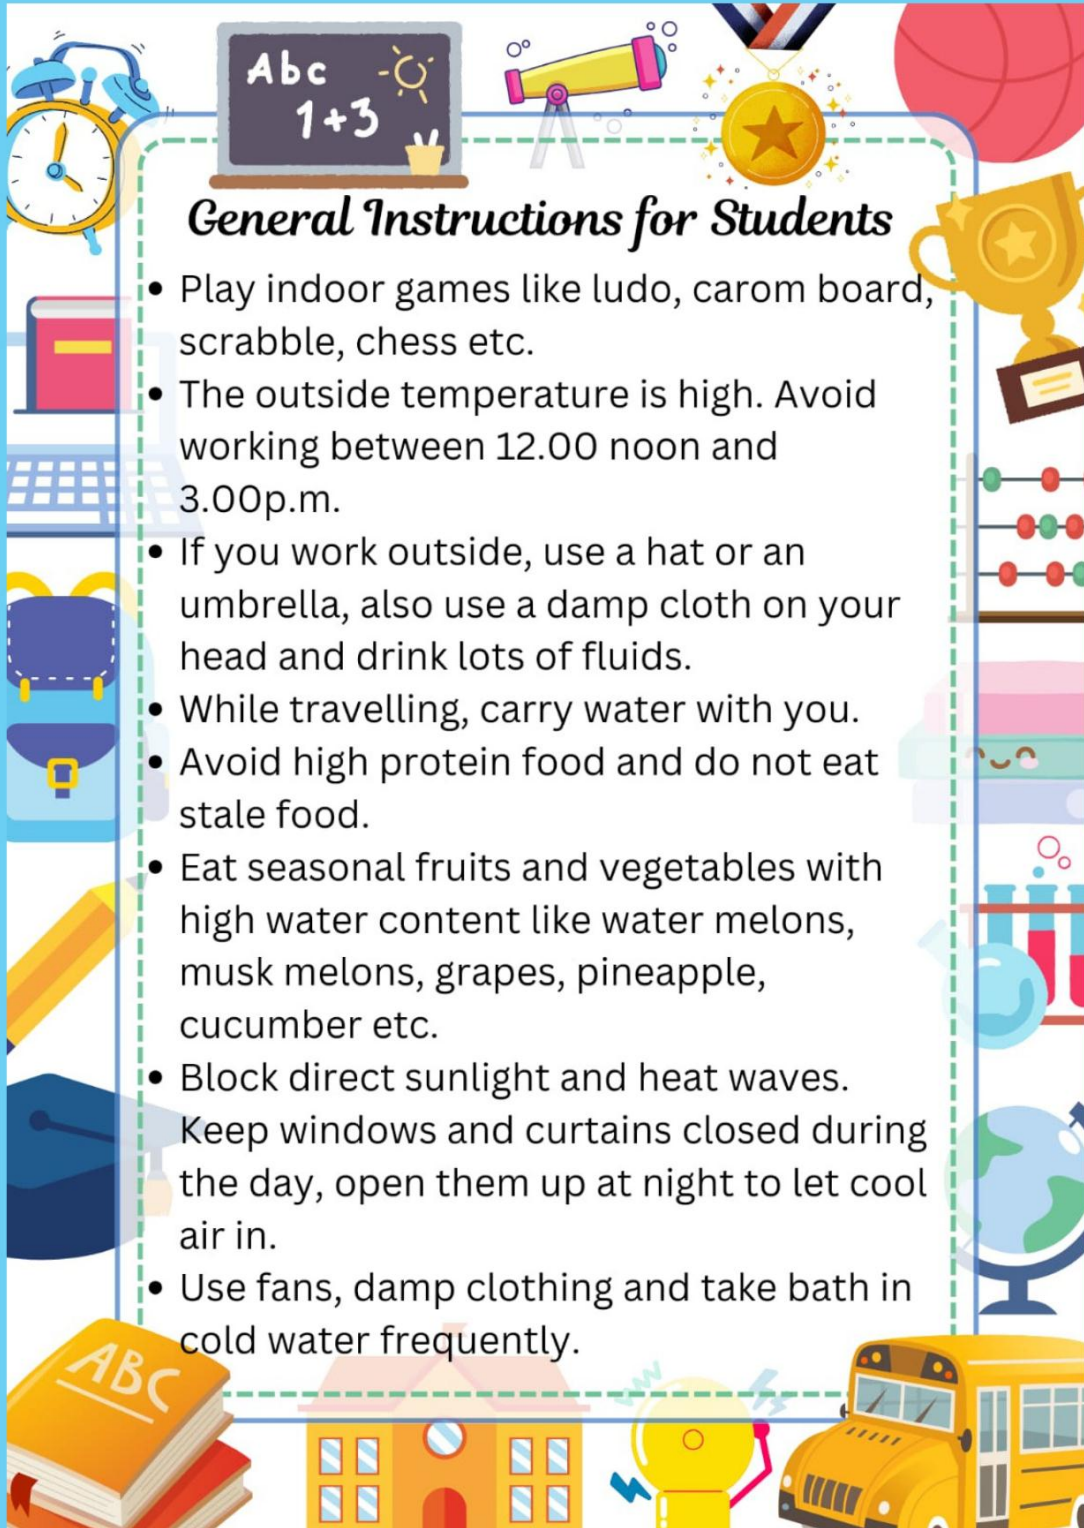 Abc
1+3
General Instructions for Students
• Play indoor games like ludo, carom board,
scrabble, chess etc.
• The outside temperature is high. Avoid
working between 12.00 noon and
3.00p.m.
• If you work outside, use a hat or an
umbrella, also use a damp cloth on your
head and drink lots of fluids.
• While travelling, carry water with you.
• Avoid high protein food and do not eat
stale food.
• Eat seasonal fruits and vegetables with
high water content like water melons,
musk melons, grapes, pineapple,
cucumber etc.
• Block direct sunlight and heat waves.
Keep windows and curtains closed during
the day, open them up at night to let cool
air in.
• Use fans, damp clothing and take bath in
cold water frequently.
ABC